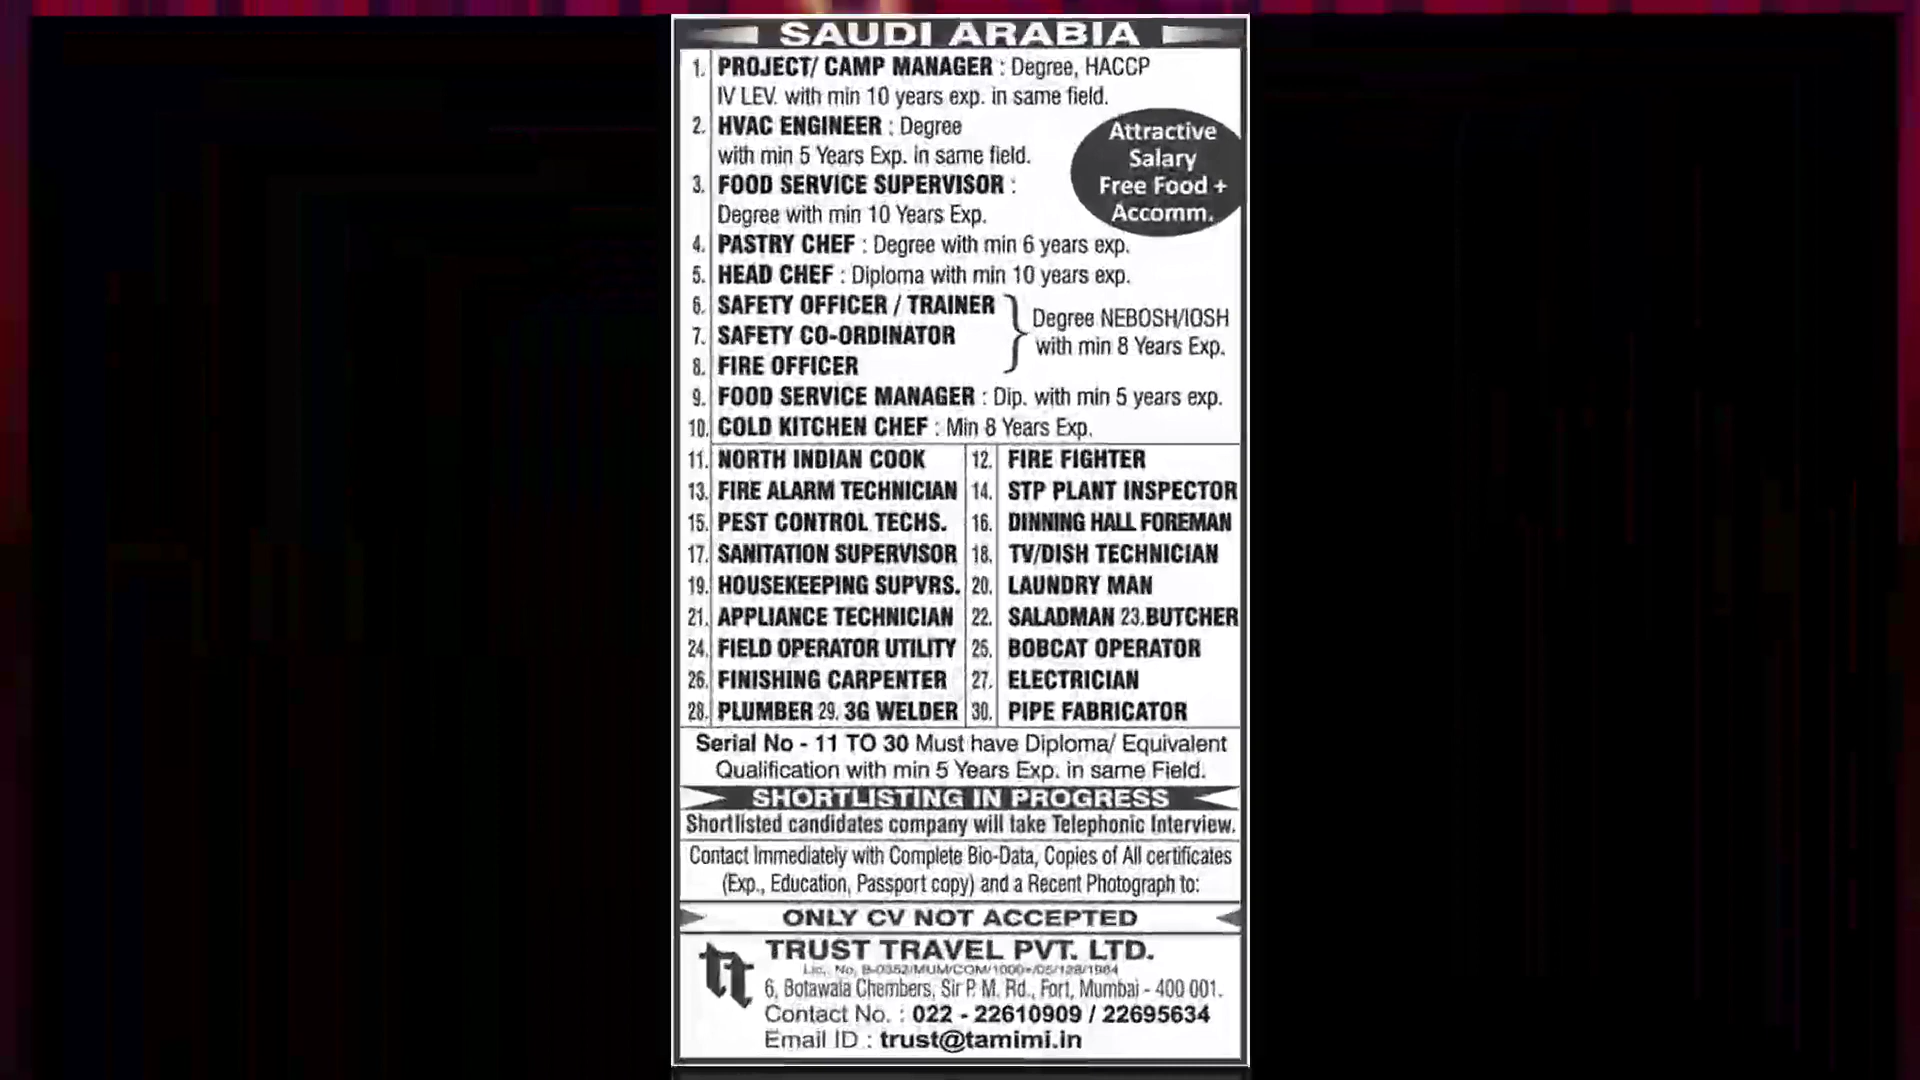 SAUDI ARABIA
1. PROJECT/ CAMP MANAGER : Degree, HACCP
IV LEV. with min 10 years exp. in same field.
2. HVAC ENGINEER : Degree
with min 5 Years Exp. in same field.
3. FOOD SERVICE SUPERVISOR :
Degree with min 10 Years Exp.
Attractive
Salary
Free Food +
Accomm.
4. PASTRY CHEF : Degree with min 6 years exp.
5. HEAD CHEF : Diploma with min 10 years exp.
6. SAFETY OFFICER / TRAINER
7. SAFETY CO-ORDINATOR
8. FIRE OFFICER
Degree NEBOSH/IOSH
with min 8 Years Exp.
9. FOOD SERVICE MANAGER : Dip. with min 5 years exp.
10. COLD KITCHEN CHEF : Min 8 Years Exp.
11. NORTH INDIAN COOK 12. FIRE FIGHTER
13. FIRE ALARM TECHNICIAN 14. STP PLANT INSPECTOR
15. PEST CONTROL TECHS. 16. DINNING HALL FOREMAN
17. SANITATION SUPERVISOR 18. TV/DISH TECHNICIAN
19. HOUSEKEEPING SUPVRS. 20. LAUNDRY MAN
21. APPLIANCE TECHNICIAN 22. SALADMAN 23.BUTCHER
24. FIELD OPERATOR UTILITY 25. BOBCAT OPERATOR
26. FINISHING CARPENTER 27. ELECTRICIAN
28. PLUMBER 29. 3G WELDER 30. PIPE FABRICATOR
Serial No - 11 TO 30 Must have Diploma/ Equivalent
Qualification with min 5 Years Exp. in same Field.
SHORTLISTING IN PROGRESS
Shortlisted candidates company will take Telephonic Interview.
Contact Immediately with Complete Bio-Data, Copies of All certificates
(Exp., Education, Passport copy) and a Recent Photograph to:
ONLY CV NOT ACCEPTED
tt TRUST TRAVEL PVT. LTD.
Lic. No. B-0352/MUM/COM/1000+/05/128/1984
6, Botawala Chembers, Sir P. M. Rd., Fort, Mumbai - 400 001.
Contact No. : 022 - 22610909 / 22695634
Email ID : trust@tamimi.in